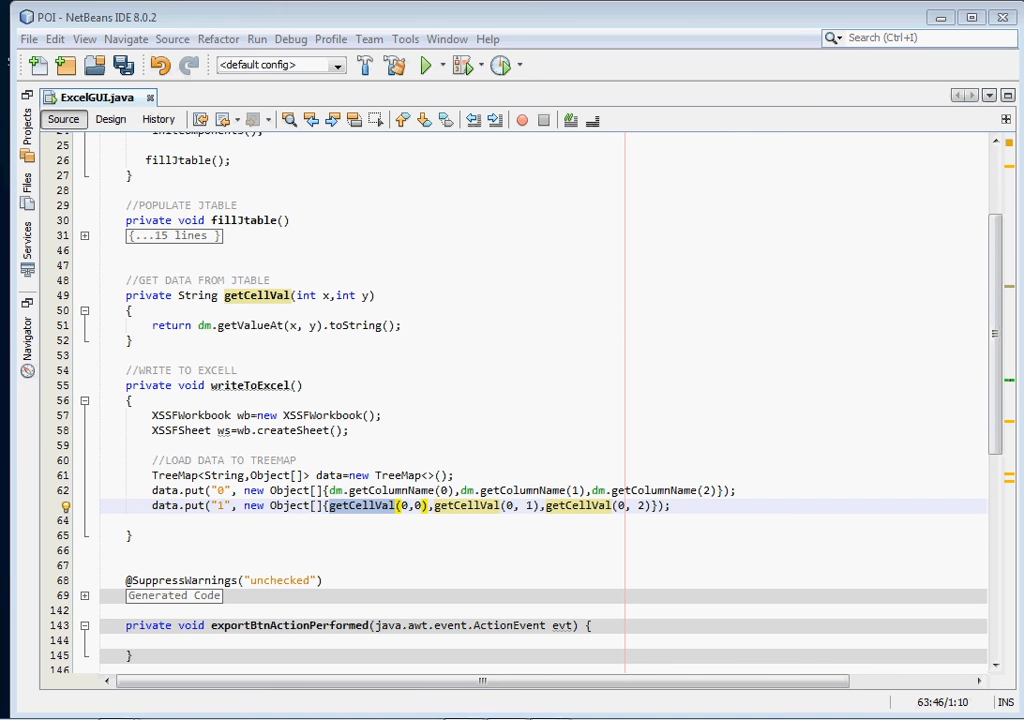 POI - NetBeans IDE 8.0.2
File Edit View Navigate Source Refactor Run Debug Profile Team Tools Window Help
Search (Ctrl+I)
<default config>
ExcelGUI.java
Source Design History
Projects
Files
Services
Navigator
25
26 fillJtable();
27 }
28
29 //POPULATE JTABLE
30 private void fillJtable()
31 {...15 lines }
46
47
48 //GET DATA FROM JTABLE
49 private String getCellVal(int x,int y)
50 {
51 return dm.getValueAt(x, y).toString();
52 }
53
54 //WRITE TO EXCELL
55 private void writeToExcel()
56 {
57 XSSFWorkbook wb=new XSSFWorkbook();
58 XSSFSheet ws=wb.createSheet();
59
60 //LOAD DATA TO TREEMAP
61 TreeMap<String,Object[]> data=new TreeMap<>();
62 data.put("0", new Object[]{dm.getColumnName(0),dm.getColumnName(1),dm.getColumnName(2)});
data.put("1", new Object[]{getCellVal(0,0),getCellVal(0, 1),getCellVal(0, 2)});
64
65 }
66
67
68 @SuppressWarnings("unchecked")
69 Generated Code
142
143 private void exportBtnActionPerformed(java.awt.event.ActionEvent evt) {
144
145 }
146
63:46/1:10 INS